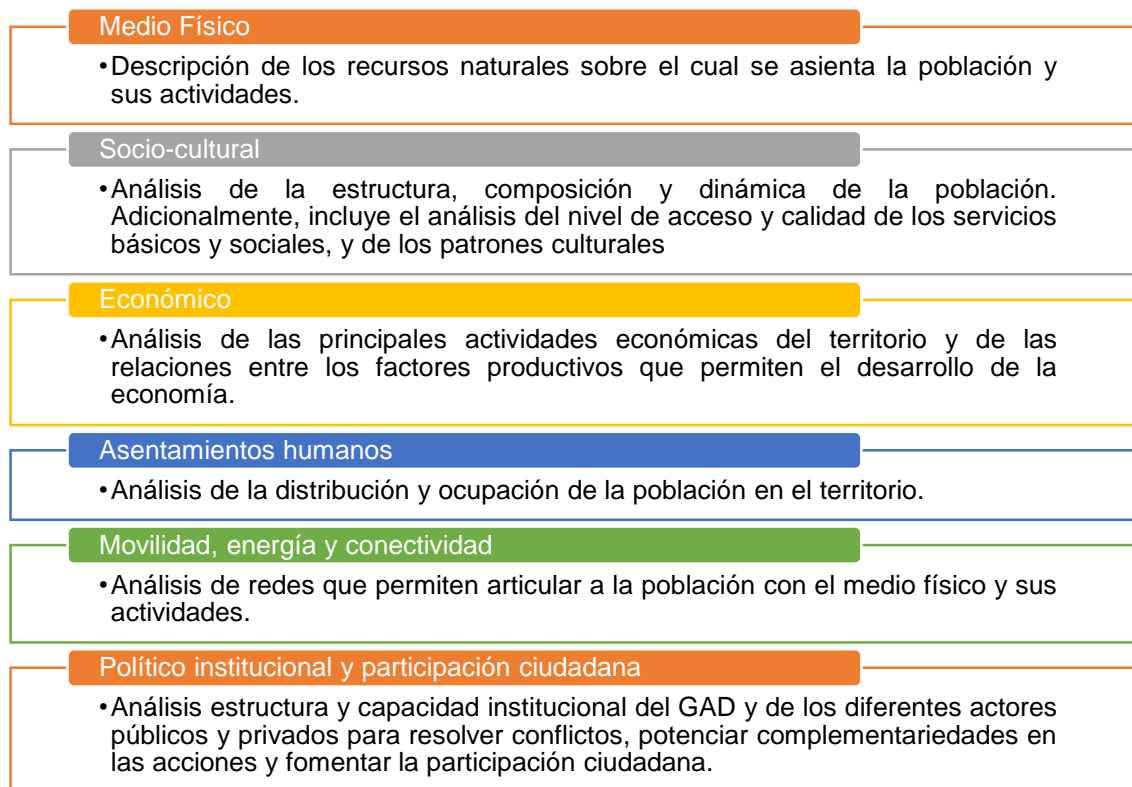 Medio Físico
•Descripción de los recursos naturales sobre el cual se asienta la población y
sus actividades.
Socio-cultural
•Análisis de la estructura, composición y dinámica de la población.
Adicionalmente, incluye el análisis del nivel de acceso y calidad de los servicios
básicos y sociales, y de los patrones culturales
Económico
•Análisis de las principales actividades económicas del territorio y de las
relaciones entre los factores productivos que permiten el desarrollo de la
economía.
Asentamientos humanos
•Análisis de la distribución y ocupación de la población en el territorio.
Movilidad, energía y conectividad
•Análisis de redes que permiten articular a la población con el medio físico y sus
actividades.
Político institucional y participación ciudadana
•Análisis estructura y capacidad institucional del GAD y de los diferentes actores
públicos y privados para resolver conflictos, potenciar complementariedades en
las acciones y fomentar la participación ciudadana.